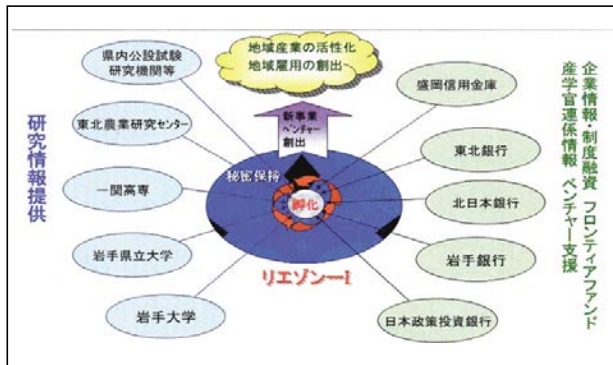 地域産業の活性化
地域雇用の創出
県内公設試験
研究機関等
東北農業研究センター
一関高専
岩手県立大学
岩手大学
研究情報提供
新事業
ベンチャー
創出
秘密保持
孵化
リエゾン－I
盛岡信用金庫
東北銀行
北日本銀行
岩手銀行
日本政策投資銀行
企業情報・制度融資 フロンティアファンド
産学官連係情報 ベンチャー支援